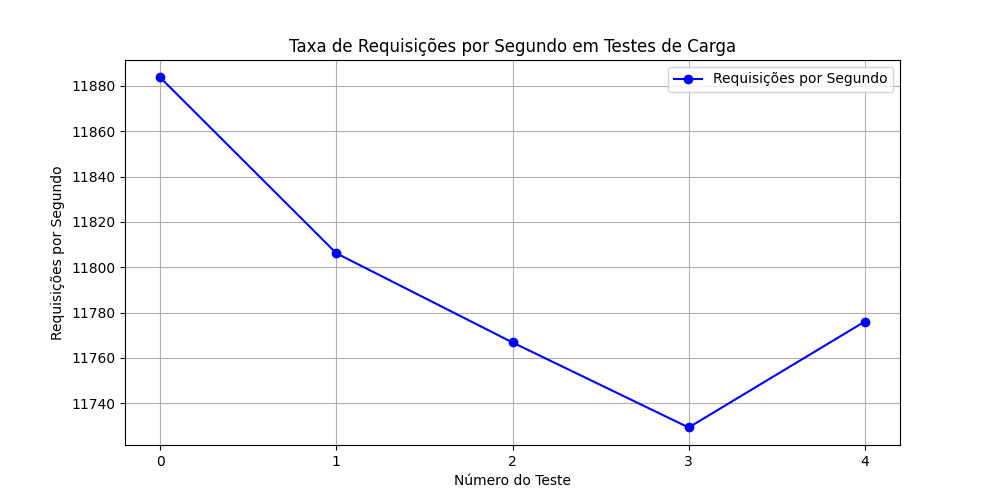 Taxa de Requisições por Segundo em Testes de Carga
Requisições por Segundo
Requisições por Segundo
11880
11860
11840
11820
11800
11780
11760
11740
0 1 2 3 4
Número do Teste